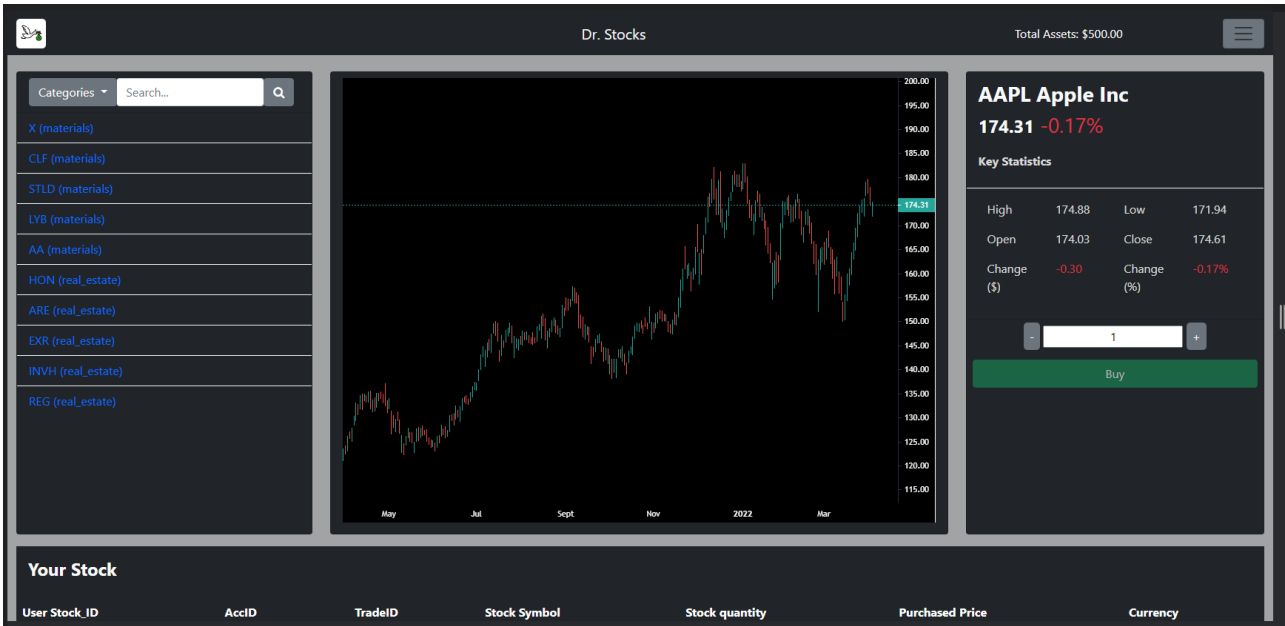 Dr. Stocks
Total Assets: $500.00
Categories
Search...
X (materials)
CLF (materials)
STLD (materials)
LYB (materials)
AA (materials)
HON (real_estate)
ARE (real_estate)
EXR (real_estate)
INVH (real_estate)
REG (real_estate)
200.00
195.00
190.00
185.00
180.00
174.31
170.00
165.00
160.00
155.00
150.00
145.00
140.00
135.00
130.00
125.00
120.00
115.00
May Jul Sept Nov 2022 Mar
AAPL Apple Inc
174.31 -0.17%
Key Statistics
High 174.88 Low 171.94
Open 174.03 Close 174.61
Change ($) -0.30 Change (%) -0.17%
- 1 +
Buy
Your Stock
User Stock_ID AccID TradeID Stock Symbol Stock quantity Purchased Price Currency